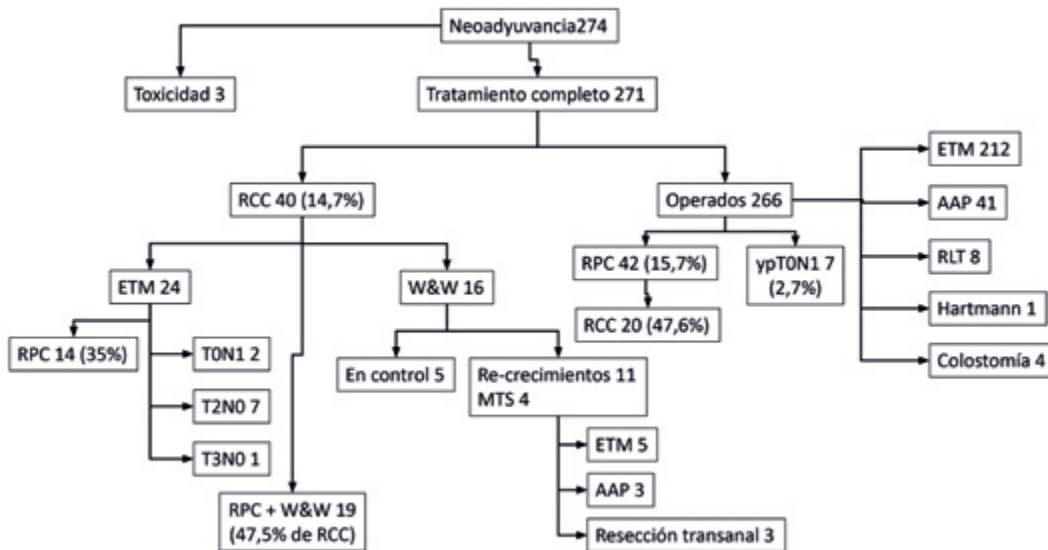 Neoadyuvancia274
Toxicidad 3
Tratamiento completo 271
RCC 40 (14,7%)
Operados 266
ETM 212
AAP 41
RLT 8
Hartmann 1
Colostomía 4
RPC 42 (15,7%)
RCC 20 (47,6%)
ypT0N1 7
(2,7%)
ETM 24
RPC 14 (35%)
T0N1 2
T2N0 7
T3N0 1
W&W 16
En control 5
Re-crecimientos 11
MTS 4
ETM 5
AAP 3
Resección transanal 3
RPC + W&W 19
(47,5% de RCC)